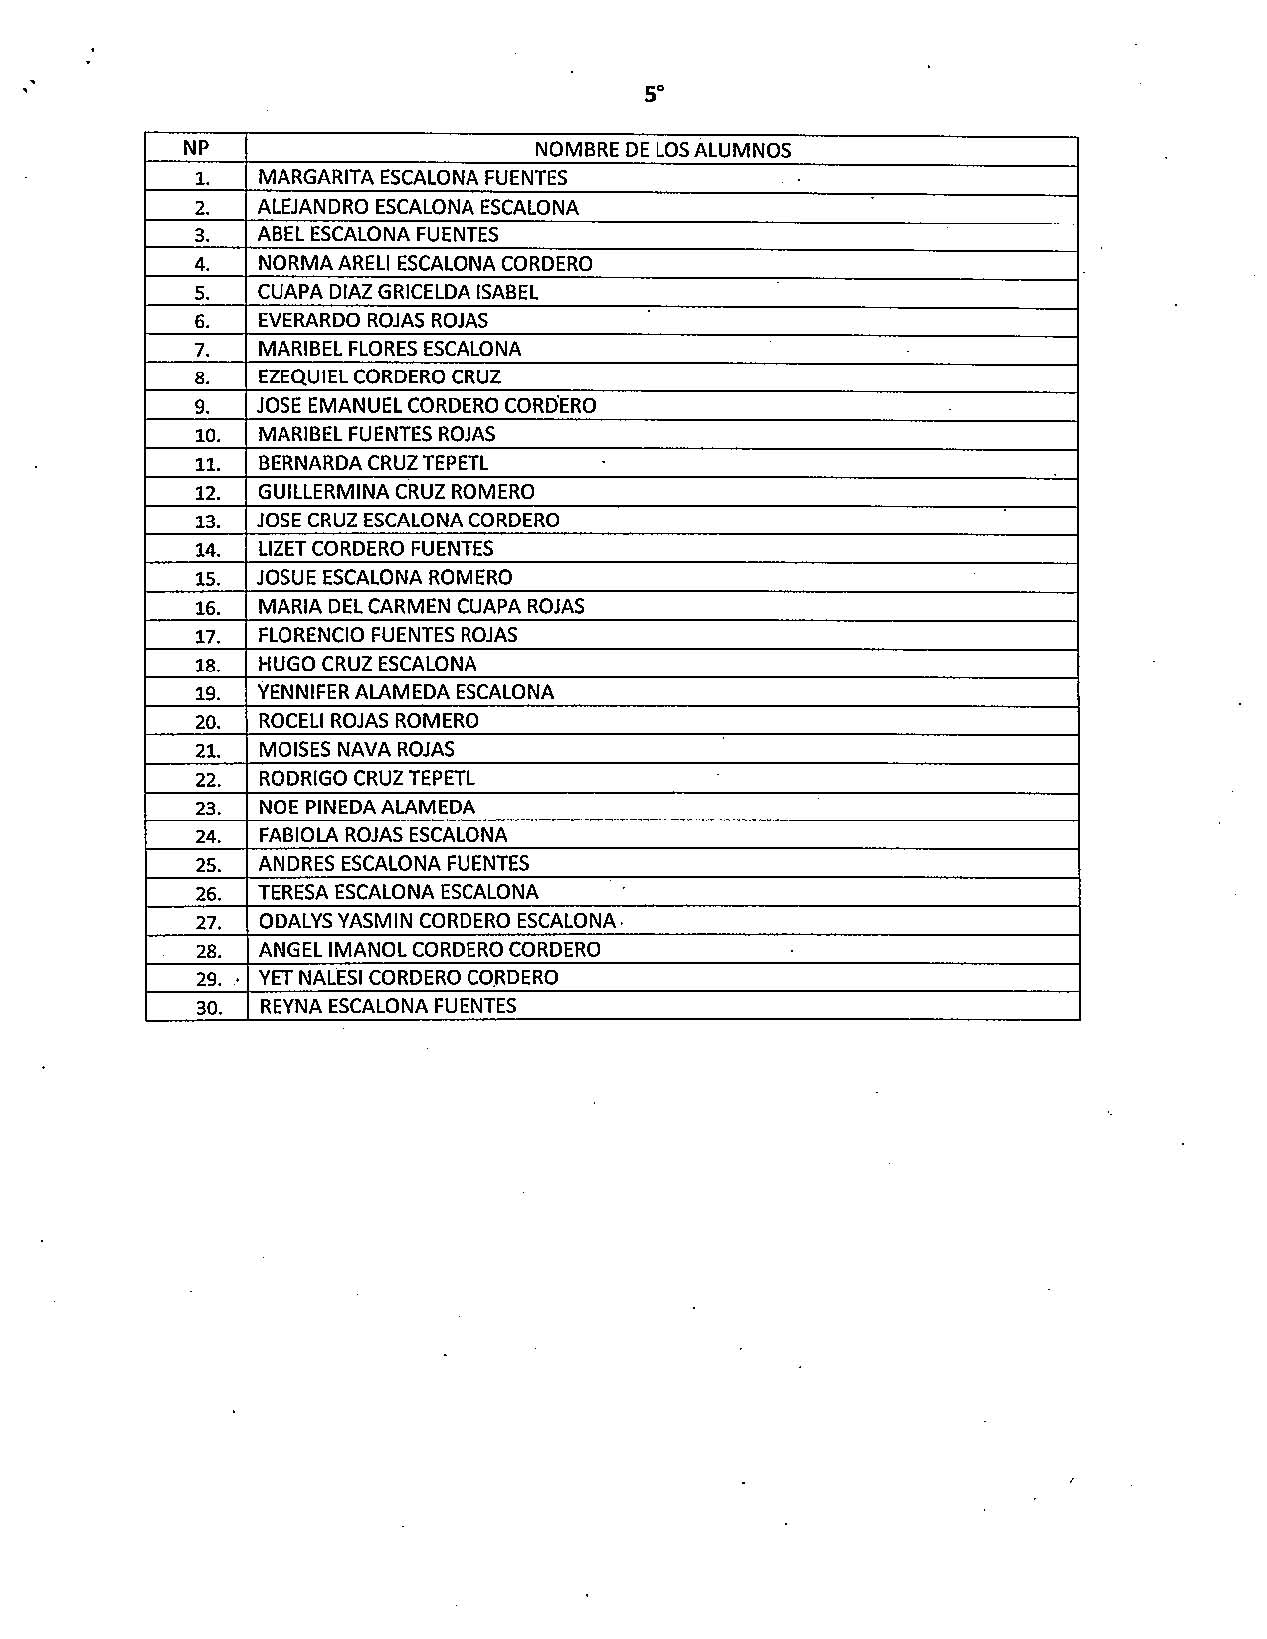 5°
NP NOMBRE DE LOS ALUMNOS
1. MARGARITA ESCALONA FUENTES
2. ALEJANDRO ESCALONA ESCALONA
3. ABEL ESCALONA FUENTES
4. NORMA ARELI ESCALONA CORDERO
5. CUAPA DIAZ GRICELDA ISABEL
6. EVERARDO ROJAS ROJAS
7. MARIBEL FLORES ESCALONA
8. EZEQUIEL CORDERO CRUZ
9. JOSE EMANUEL CORDERO CORDERO
10. MARIBEL FUENTES ROJAS
11. BERNARDA CRUZ TEPETL
12. GUILLERMINA CRUZ ROMERO
13. JOSE CRUZ ESCALONA CORDERO
14. LIZET CORDERO FUENTES
15. JOSUE ESCALONA ROMERO
16. MARIA DEL CARMEN CUAPA ROJAS
17. FLORENCIO FUENTES ROJAS
18. HUGO CRUZ ESCALONA
19. YENNIFER ALAMEDA ESCALONA
20. ROCELI ROJAS ROMERO
21. MOISES NAVA ROJAS
22. RODRIGO CRUZ TEPETL
23. NOE PINEDA ALAMEDA
24. FABIOLA ROJAS ESCALONA
25. ANDRES ESCALONA FUENTES
26. TERESA ESCALONA ESCALONA
27. ODALYS YASMIN CORDERO ESCALONA
28. ANGEL IMANOL CORDERO CORDERO
29. YET NALESI CORDERO CORDERO
30. REYNA ESCALONA FUENTES